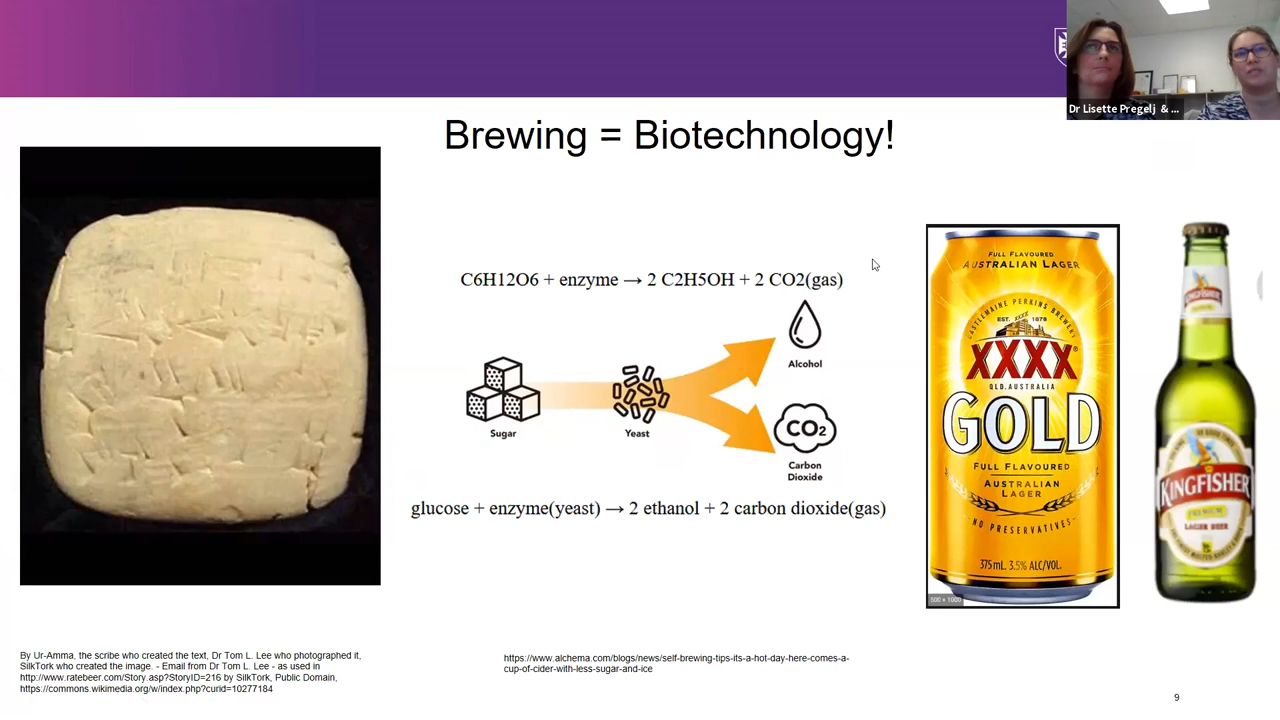 Dr Lisette Pregelj & ...
Brewing = Biotechnology!
C6H12O6 + enzyme → 2 C2H5OH + 2 CO2(gas)
Sugar
Yeast
Alcohol
CO2
Carbon
Dioxide
glucose + enzyme(yeast) → 2 ethanol + 2 carbon dioxide(gas)
FULL FLAVOURED
AUSTRALIAN LAGER
CASTLEMAINE PERKINS BREWERY
EST. XXXX 1878
XXXX®
QLD. AUSTRALIA
GOLD
FULL FLAVOURED
AUSTRALIAN
LAGER
NO PRESERVATIVES
375mL. 3.5% ALC/VOL.
500 × 1000
KINGFISHER
KINGFISHER
PREMIUM
LAGER BEER
By Ur-Amma, the scribe who created the text, Dr Tom L. Lee who photographed it,
SilkTork who created the image. - Email from Dr Tom L. Lee - as used in
http://www.ratebeer.com/Story.asp?StoryID=216 by SilkTork, Public Domain,
https://commons.wikimedia.org/w/index.php?curid=10277184
https://www.alchema.com/blogs/news/self-brewing-tips-its-a-hot-day-here-comes-a-
cup-of-cider-with-less-sugar-and-ice
9